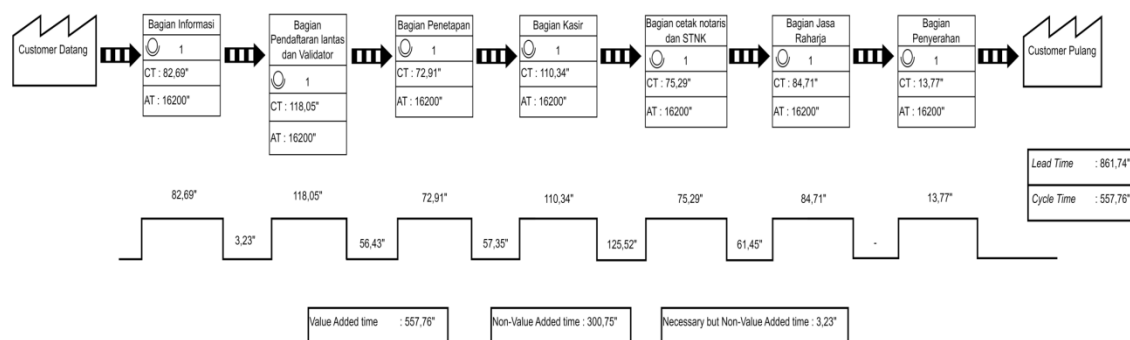 Customer Datang
Bagian Informasi
1
CT : 82,69"
AT : 16200"
Bagian
Pendaftaran lantas
dan Validator
1
CT : 118,05"
AT : 16200"
Bagian Penetapan
1
CT : 72,91"
AT : 16200"
Bagian Kasir
1
CT : 110,34"
AT : 16200"
Bagian cetak notaris
dan STNK
1
CT : 75,29"
AT : 16200"
Bagian Jasa
Raharja
1
CT : 84,71"
AT : 16200"
Bagian
Penyerahan
1
CT : 13,77"
AT : 16200"
Customer Pulang
Lead Time : 861,74"
Cycle Time : 557,76"
82,69" 118,05" 72,91" 110,34" 75,29" 84,71" 13,77"
3,23" 56,43" 57,35" 125,52" 61,45" -
Value Added time : 557,76"
Non-Value Added time : 300,75"
Necessary but Non-Value Added time : 3,23"